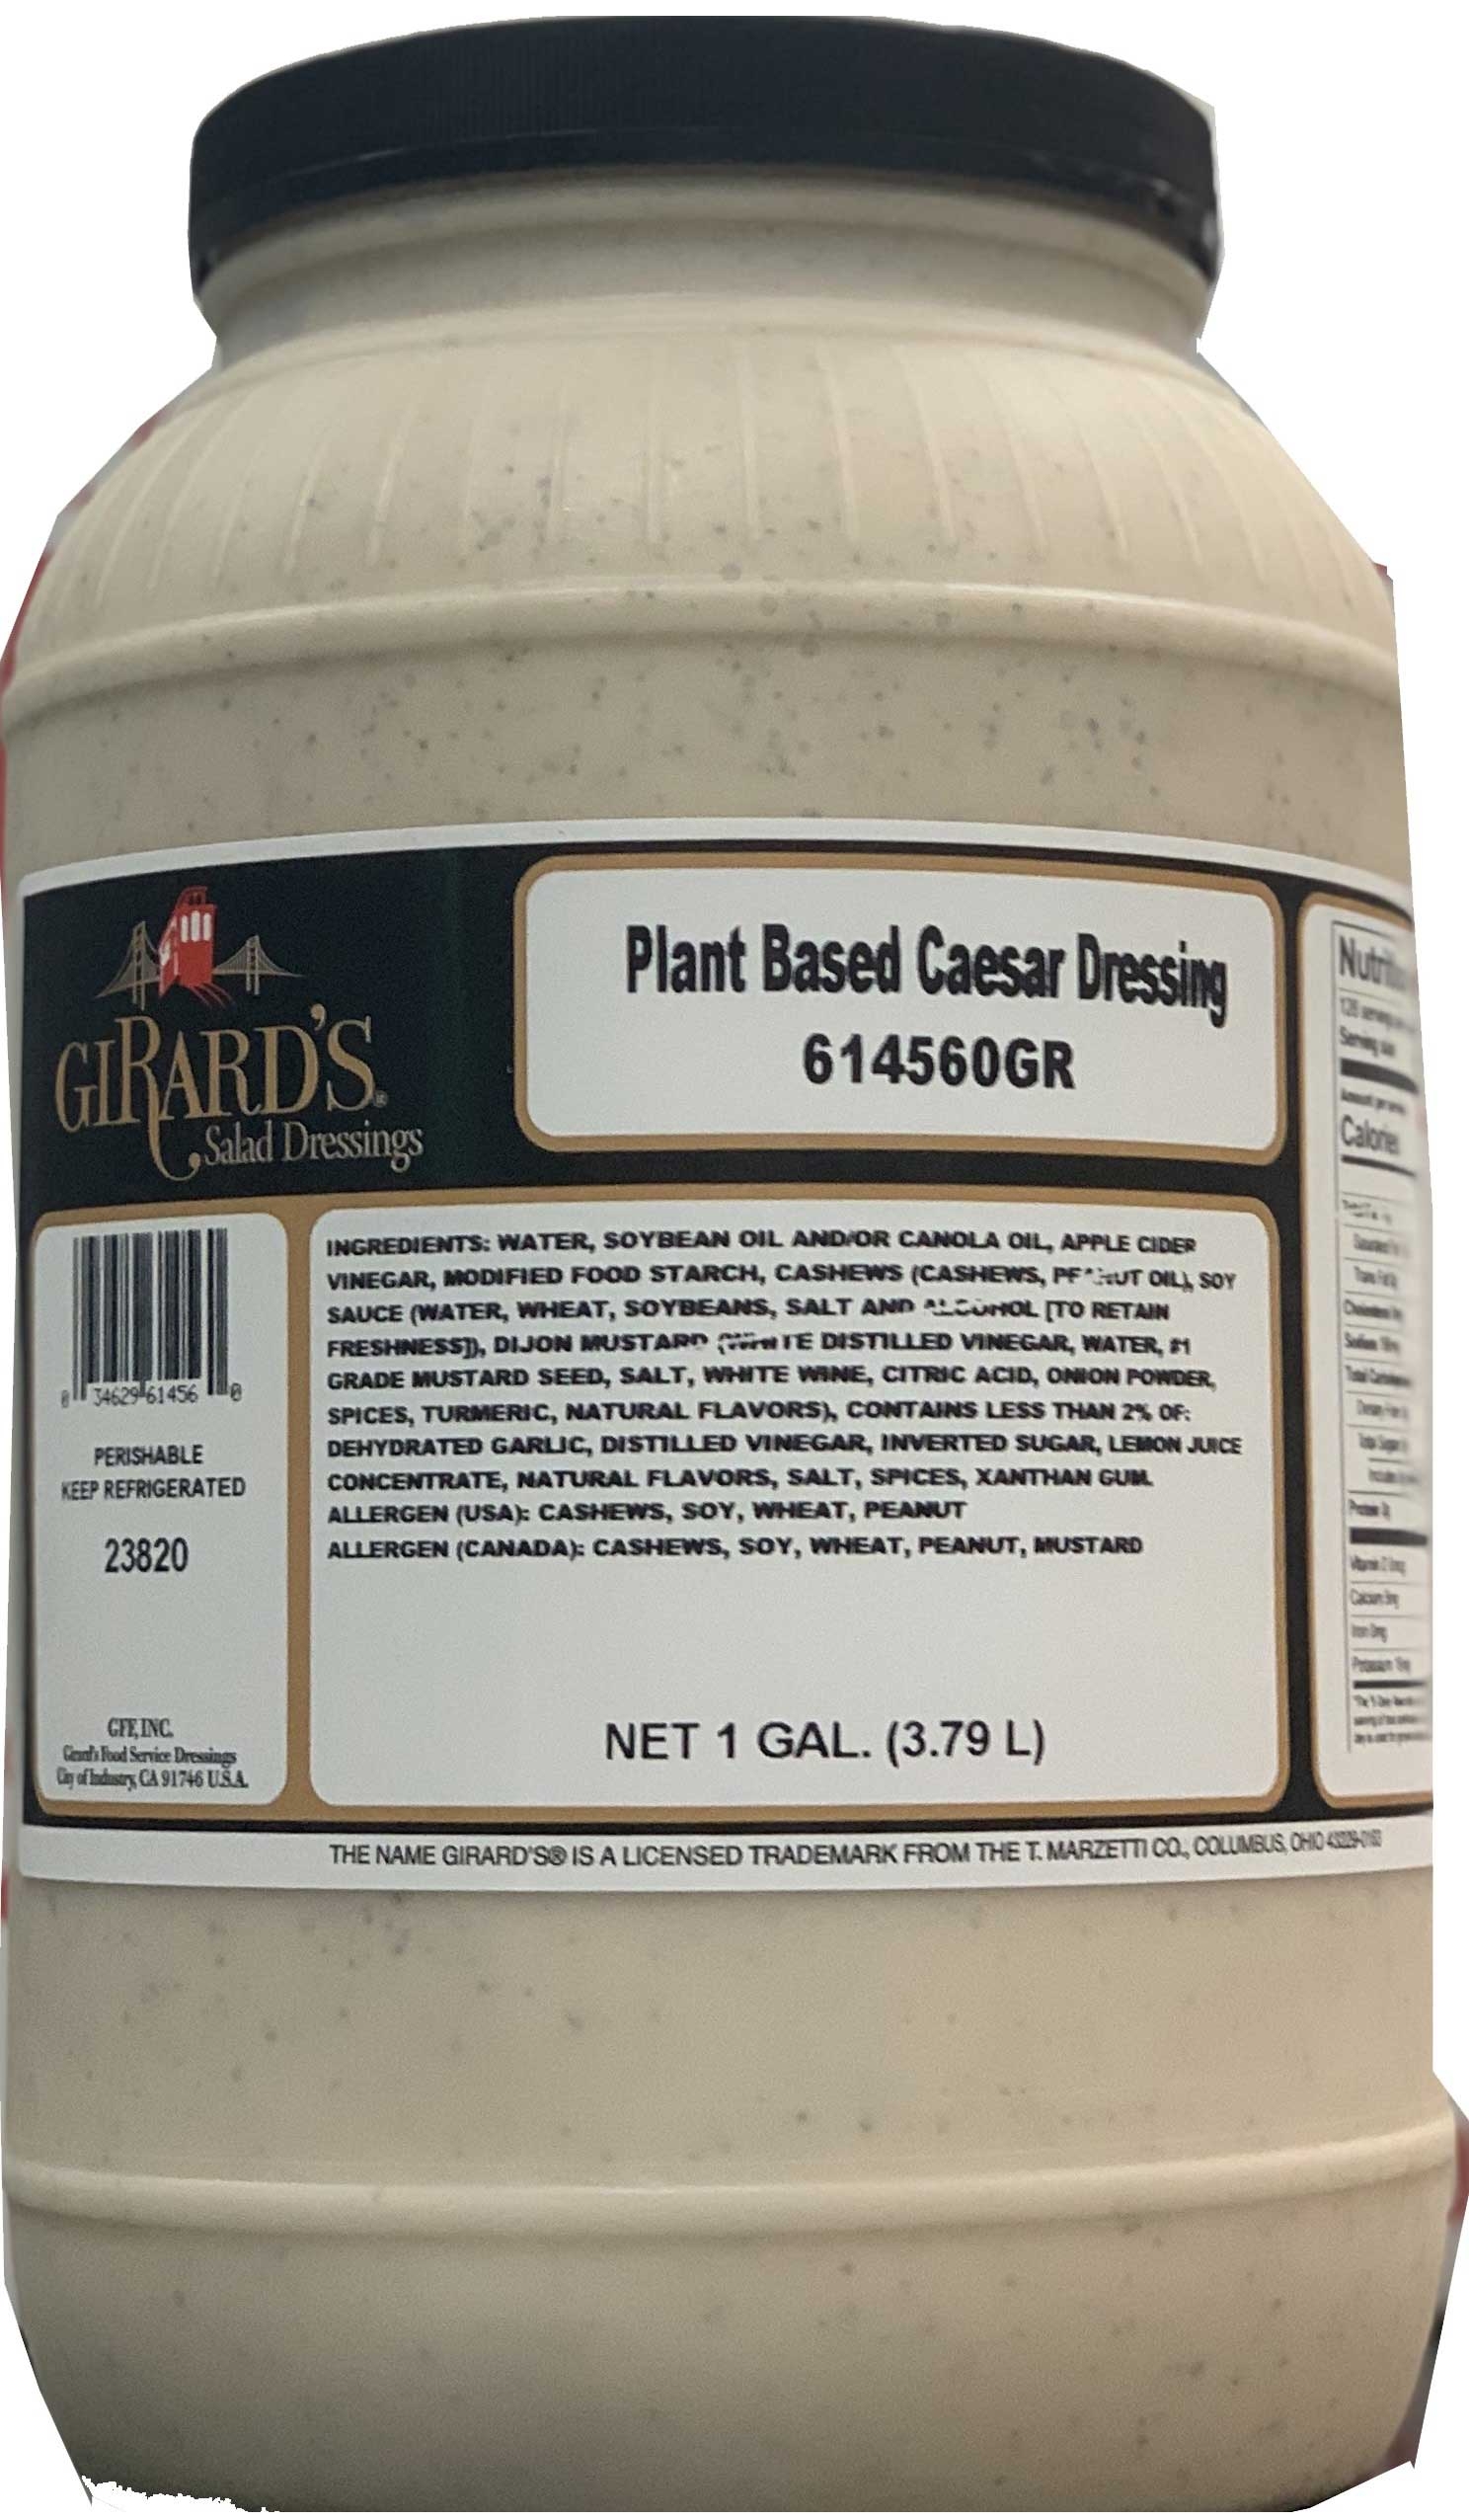 GIRARD'S®
Salad Dressings
Plant Based Caesar Dressing
614560GR
0 34629 61456 0
PERISHABLE
KEEP REFRIGERATED
23820
GFF, INC.
Girard's Food Service Dressings
City of Industry, CA 91746 U.S.A.
INGREDIENTS: WATER, SOYBEAN OIL AND/OR CANOLA OIL, APPLE CIDER
VINEGAR, MODIFIED FOOD STARCH, CASHEWS (CASHEWS, PEANUT OIL), SOY
SAUCE (WATER, WHEAT, SOYBEANS, SALT AND ALCOHOL [TO RETAIN
FRESHNESS]), DIJON MUSTARD (WHITE DISTILLED VINEGAR, WATER, #1
GRADE MUSTARD SEED, SALT, WHITE WINE, CITRIC ACID, ONION POWDER,
SPICES, TURMERIC, NATURAL FLAVORS), CONTAINS LESS THAN 2% OF:
DEHYDRATED GARLIC, DISTILLED VINEGAR, INVERTED SUGAR, LEMON JUICE
CONCENTRATE, NATURAL FLAVORS, SALT, SPICES, XANTHAN GUM.
ALLERGEN (USA): CASHEWS, SOY, WHEAT, PEANUT
ALLERGEN (CANADA): CASHEWS, SOY, WHEAT, PEANUT, MUSTARD
NET 1 GAL. (3.79 L)
Serving size
Calories
THE NAME GIRARD'S® IS A LICENSED TRADEMARK FROM THE T. MARZETTI CO., COLUMBUS, OHIO 43229-0163